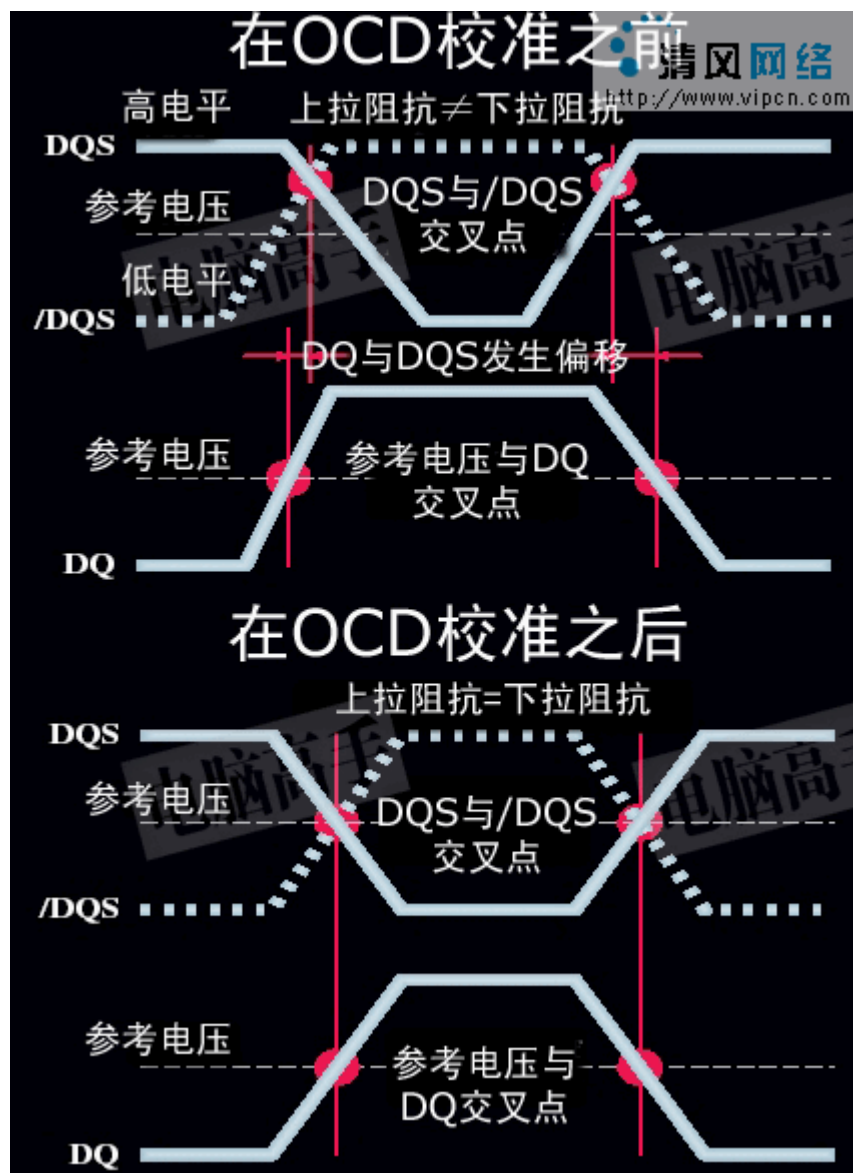 在OCD校准之前
清风网络
http://www.vipcn.com
高电平
上拉阻抗≠下拉阻抗
DQS
参考电压
DQS与/DQS
交叉点
低电平
/DQS
电脑高手
电脑高手
DQ与DQS发生偏移
参考电压
参考电压与DQ
交叉点
DQ
在OCD校准之后
上拉阻抗=下拉阻抗
DQS
参考电压
DQS与/DQS
交叉点
电脑高手
电脑高手
/DQS
参考电压
参考电压与
DQ交叉点
DQ